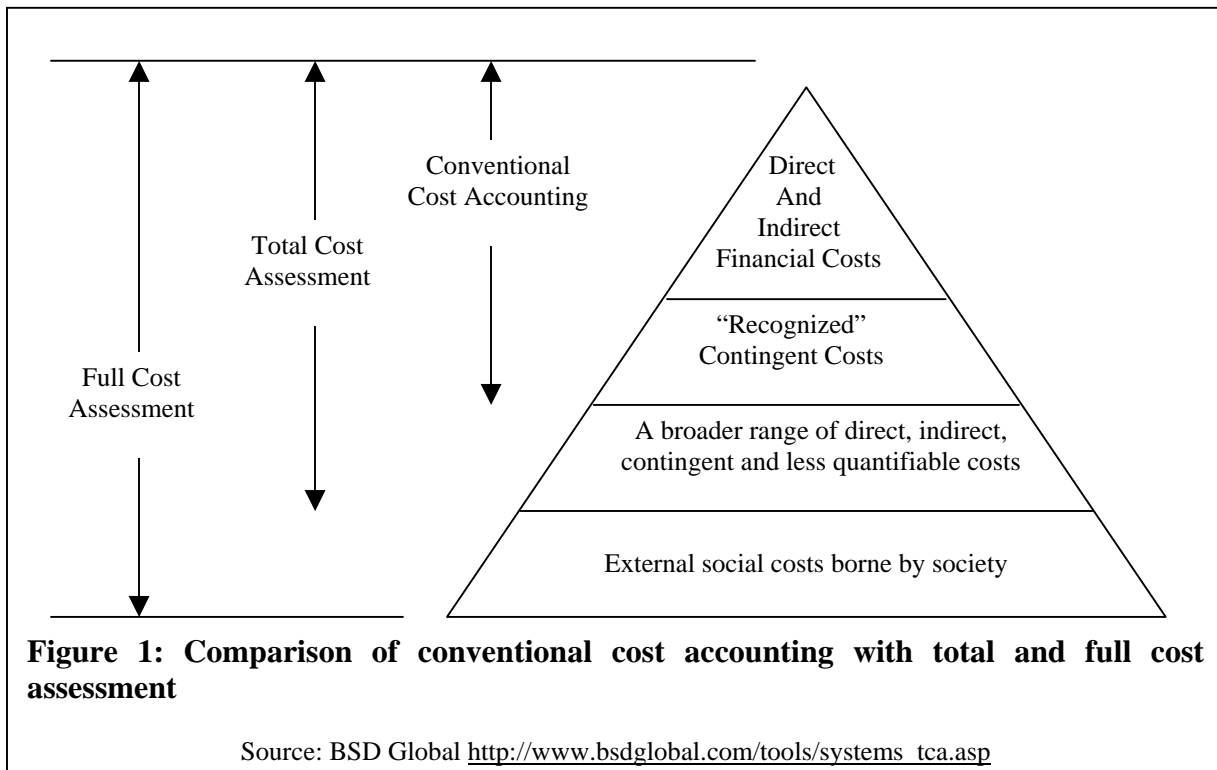 Conventional
Cost Accounting
Total Cost
Assessment
Full Cost
Assessment
Direct
And
Indirect
Financial Costs
“Recognized”
Contingent Costs
A broader range of direct, indirect,
contingent and less quantifiable costs
External social costs borne by society
Figure 1: Comparison of conventional cost accounting with total and full cost
assessment
Source: BSD Global http://www.bsdglobal.com/tools/systems_tca.asp